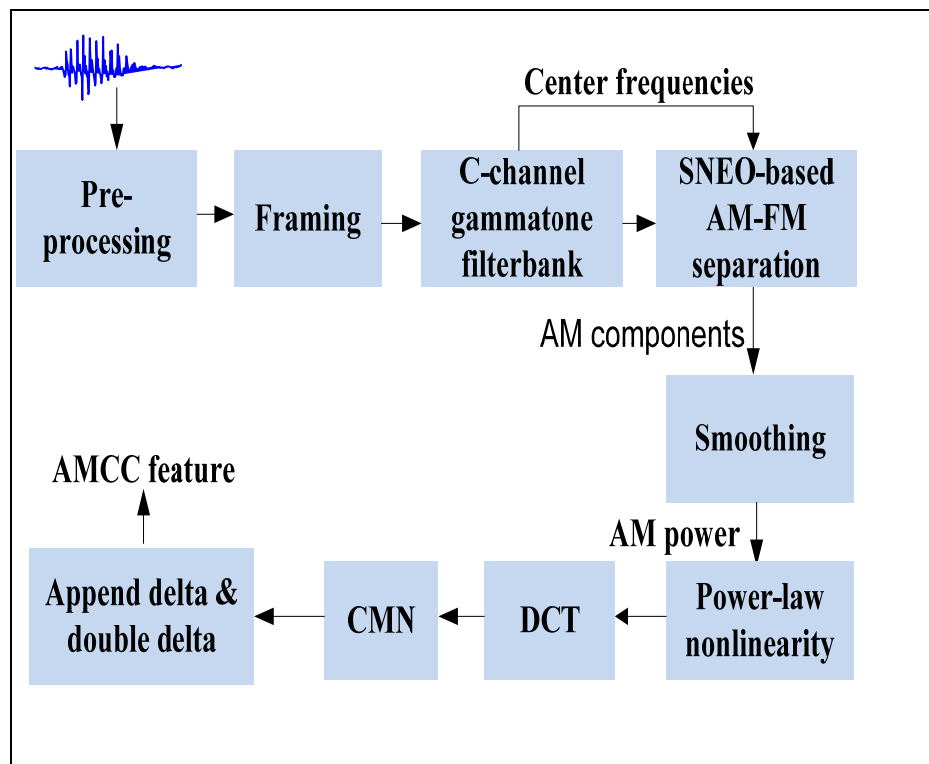 Center frequencies
Pre-
processing
Framing
C-channel
gammatone
filterbank
SNEO-based
AM-FM
separation
AM components
Smoothing
AM power
Power-law
nonlinearity
DCT
CMN
Append delta &
double delta
AMCC feature